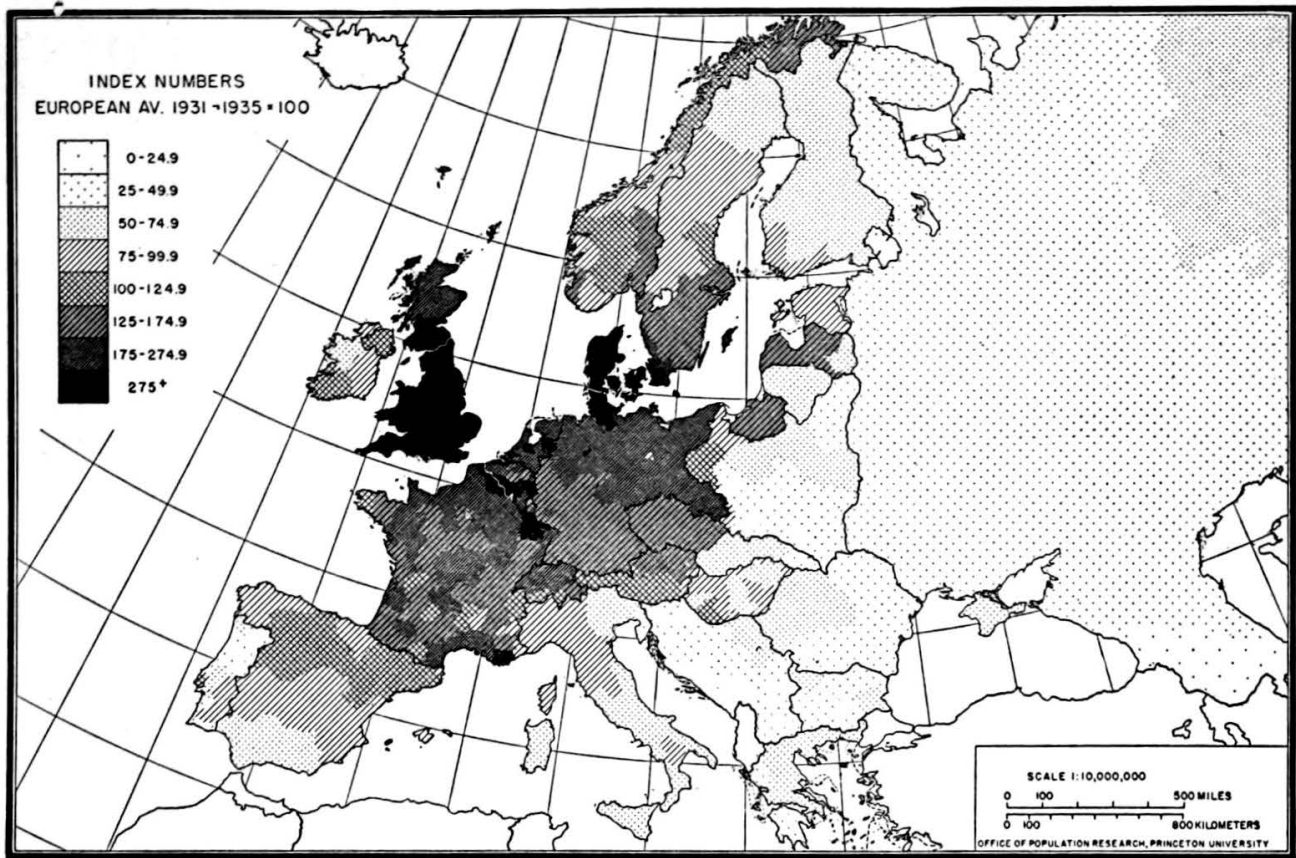 INDEX NUMBERS
EUROPEAN AV. 1931-1935=100
0-24.9
25-49.9
50-74.9
75-99.9
100-124.9
125-174.9
175-274.9
275+
SCALE 1:10,000,000
0 100 500 MILES
0 100 800 KILOMETERS
OFFICE OF POPULATION RESEARCH, PRINCETON UNIVERSITY